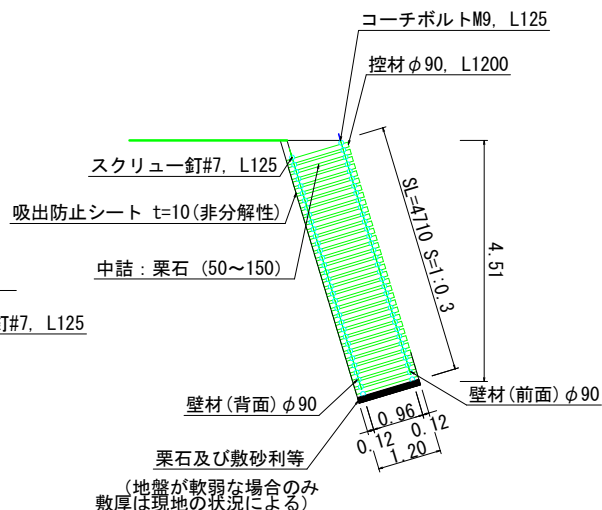 コーチボルトM9, L125
控材φ90, L1200
スクリュー釘#7, L125
吸出防止シート t=10(非分解性)
SL=4710 S=1:0.3
4.51
中詰：栗石 (50～150)
釘#7, L125
壁材(背面)φ90
壁材(前面)φ90
0.96
0.12
0.12
1.20
栗石及び敷砂利等
(地盤が軟弱な場合のみ
敷厚は現地の状況による)